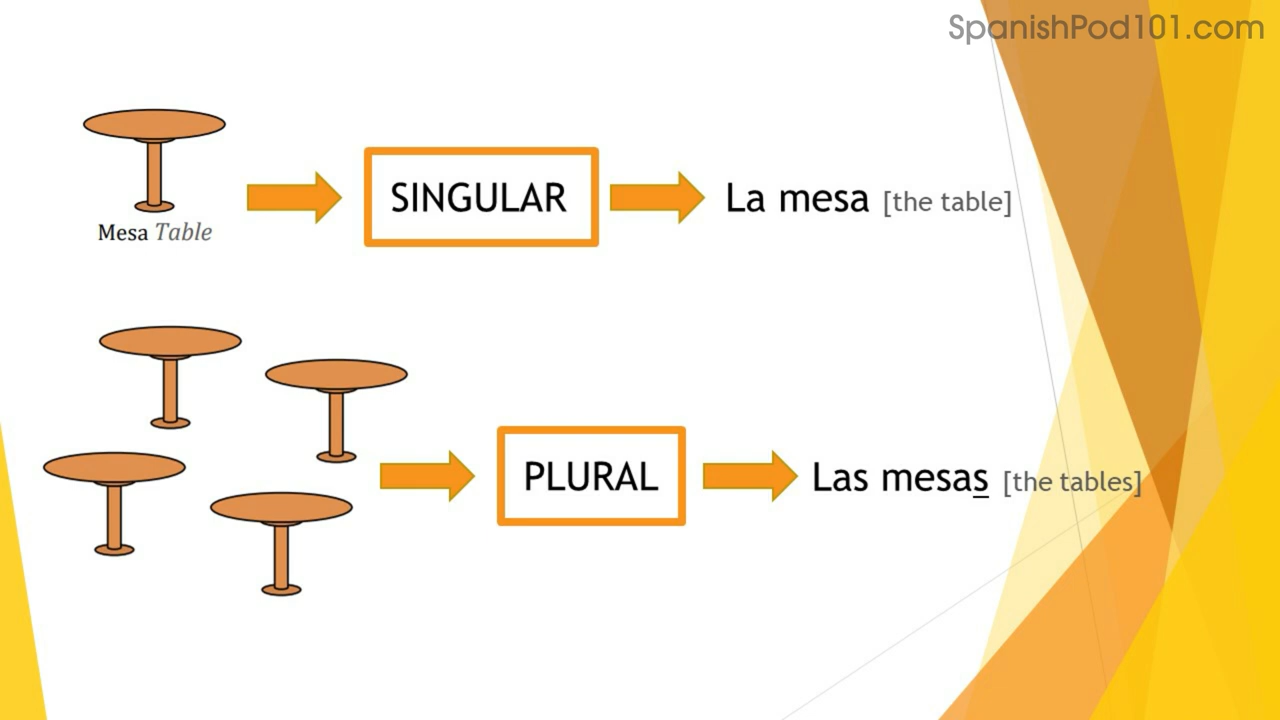 SpanishPod101.com
SINGULAR
La mesa [the table]
Mesa Table
PLURAL
Las mesas [the tables]